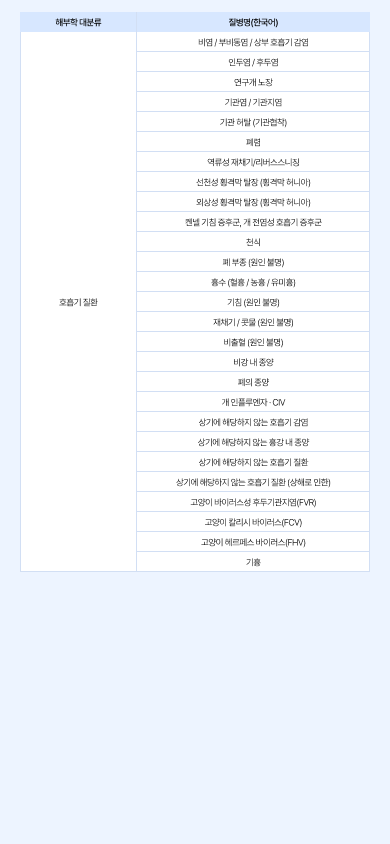 해부학 대분류
질병명(한국어)
호흡기 질환
비염 / 부비동염 / 상부 호흡기 감염
인두염 / 후두염
연구개 노장
기관염 / 기관지염
기관 허탈 (기관협착)
폐렴
역류성 재채기/리버스스니징
선천성 횡격막 탈장 (횡격막 허니아)
외상성 횡격막 탈장 (횡격막 허니아)
켄넬 기침 증후군, 개 전염성 호흡기 증후군
천식
폐 부종 (원인 불명)
흉수 (혈흉 / 농흉 / 유미흉)
기침 (원인 불명)
재채기 / 콧물 (원인 불명)
비출혈 (원인 불명)
비강 내 종양
폐의 종양
개 인플루엔자 · CIV
상기에 해당하지 않는 호흡기 감염
상기에 해당하지 않는 흉강 내 종양
상기에 해당하지 않는 호흡기 질환
상기에 해당하지 않는 호흡기 질환 (상해로 인한)
고양이 바이러스성 후두기관지염(FVR)
고양이 칼리시 바이러스(FCV)
고양이 헤르페스 바이러스(FHV)
기흉